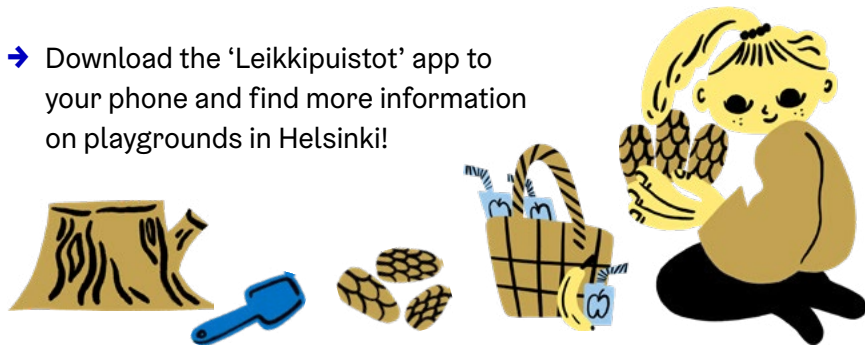 → Download the ‘Leikkipuistot’ app to
your phone and find more information
on playgrounds in Helsinki!